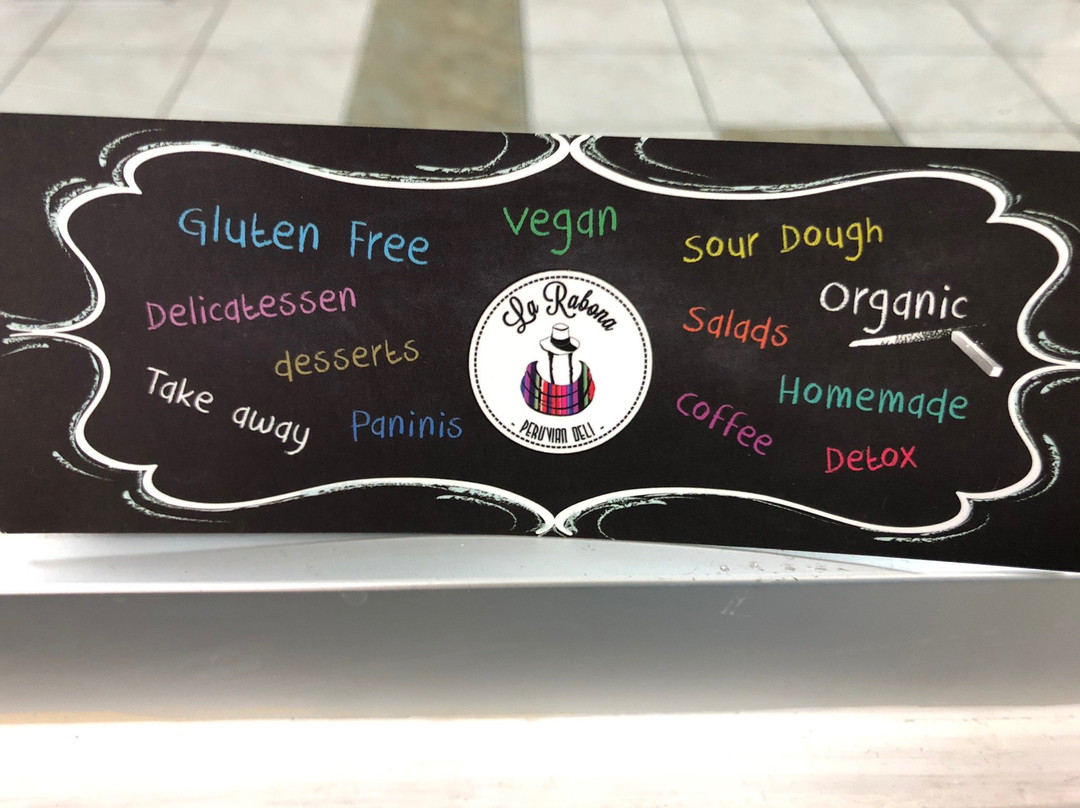 Gluten Free
vegan
Sour Dough
Delicatessen
Organic
Salads
desserts
Take away
Paninis
Coffee
Homemade
Detox
La Rabona
- PERUVIAN DELI -